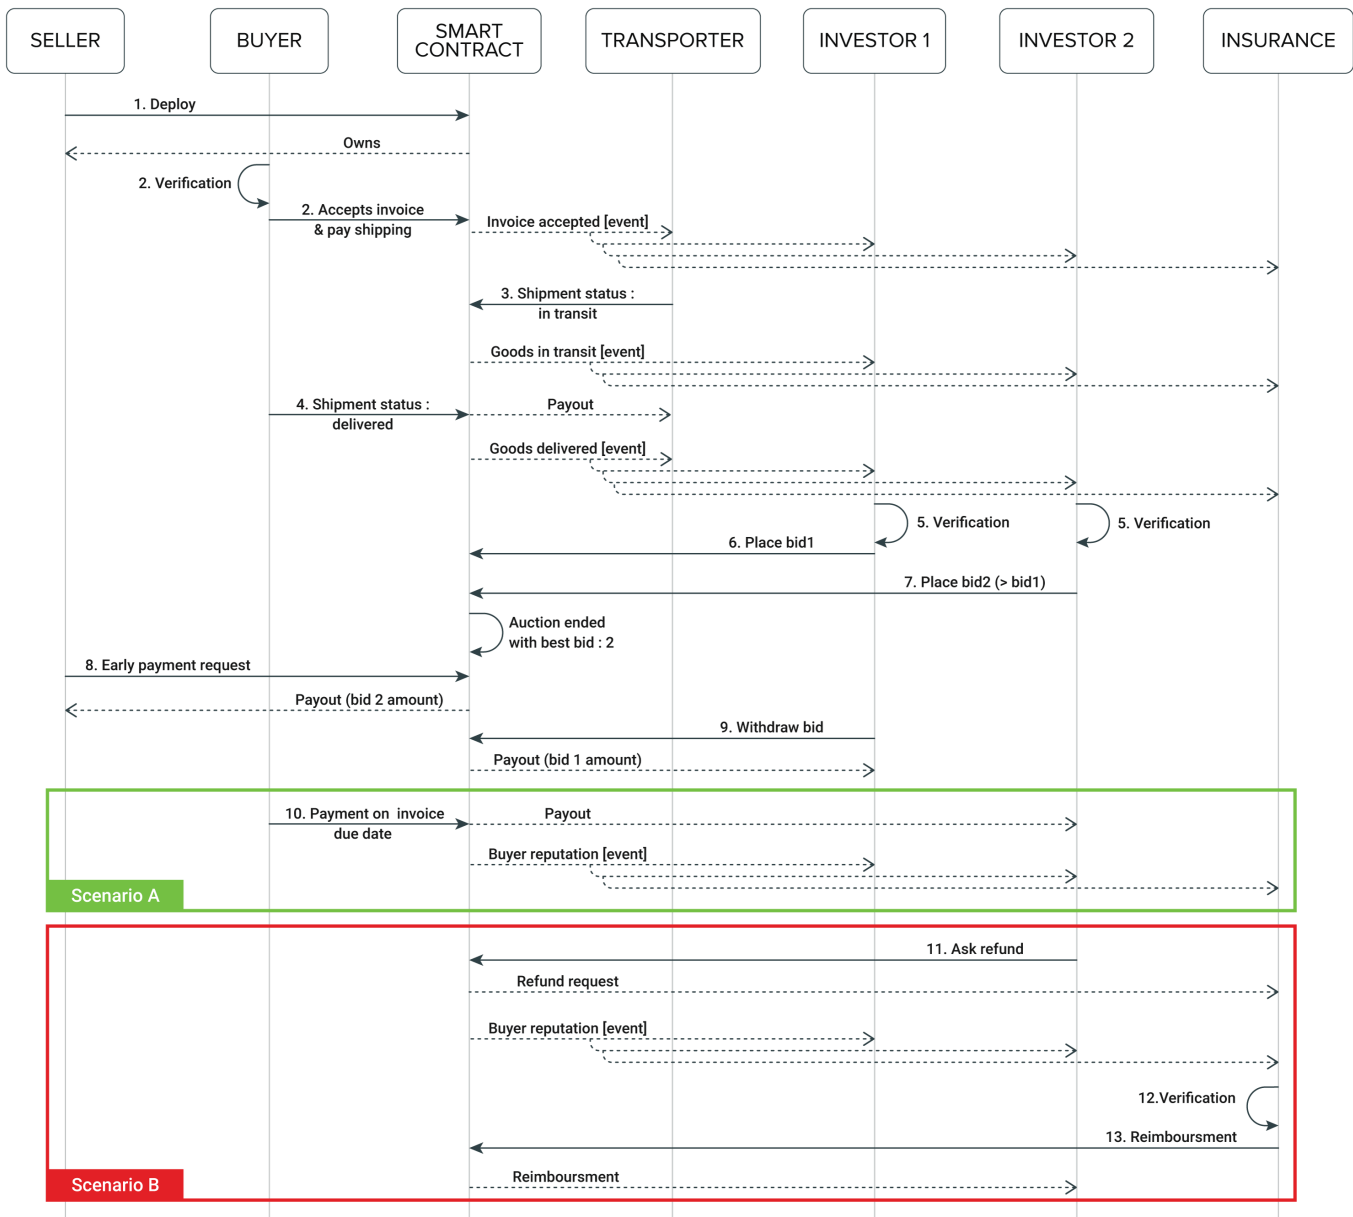 SELLER
BUYER
SMART
CONTRACT
TRANSPORTER
INVESTOR 1
INVESTOR 2
INSURANCE
1. Deploy
Owns
2. Verification
2. Accepts invoice
& pay shipping
Invoice accepted [event]
3. Shipment status :
in transit
Goods in transit [event]
4. Shipment status :
delivered
Payout
Goods delivered [event]
5. Verification
5. Verification
6. Place bid1
7. Place bid2 (> bid1)
Auction ended
with best bid : 2
8. Early payment request
Payout (bid 2 amount)
9. Withdraw bid
Payout (bid 1 amount)
10. Payment on  invoice
due date
Payout
Buyer reputation [event]
Scenario A
11. Ask refund
Refund request
Buyer reputation [event]
12.Verification
13. Reimboursment
Reimboursment
Scenario B